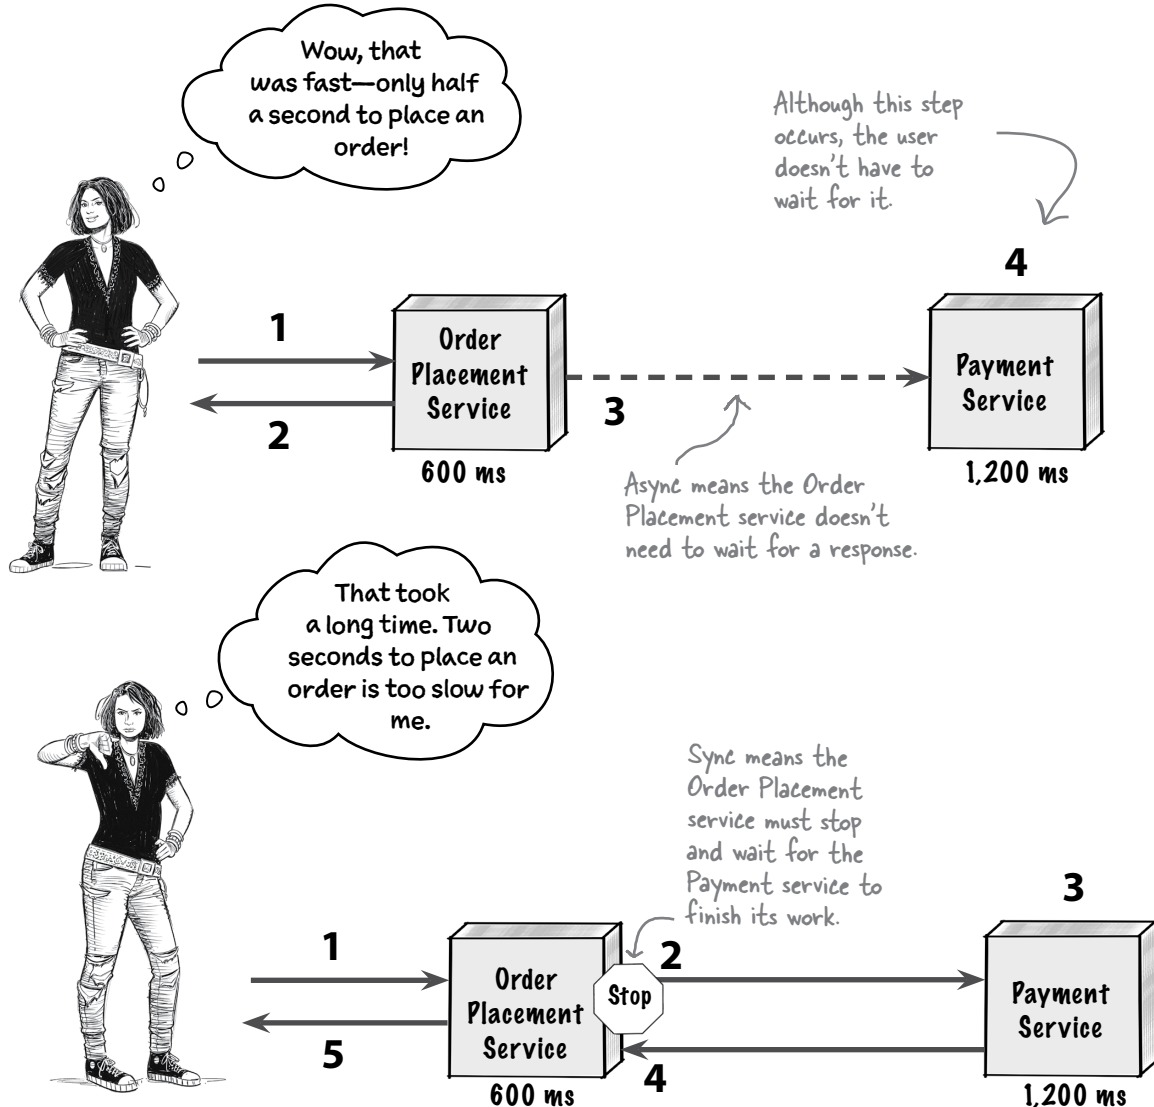 Wow, that
was fast—only half
a second to place an
order!
Although this step
occurs, the user
doesn't have to
wait for it.
4
1
Order
Placement
Service
Payment
Service
2
3
600 ms
1,200 ms
Async means the Order
Placement service doesn't
need to wait for a response.
That took
a long time. Two
seconds to place an
order is too slow for
me.
Sync means the
Order Placement
service must stop
and wait for the
Payment service to
finish its work.
3
1
2
Order
Placement
Service
Stop
Payment
Service
5
4
600 ms
1,200 ms